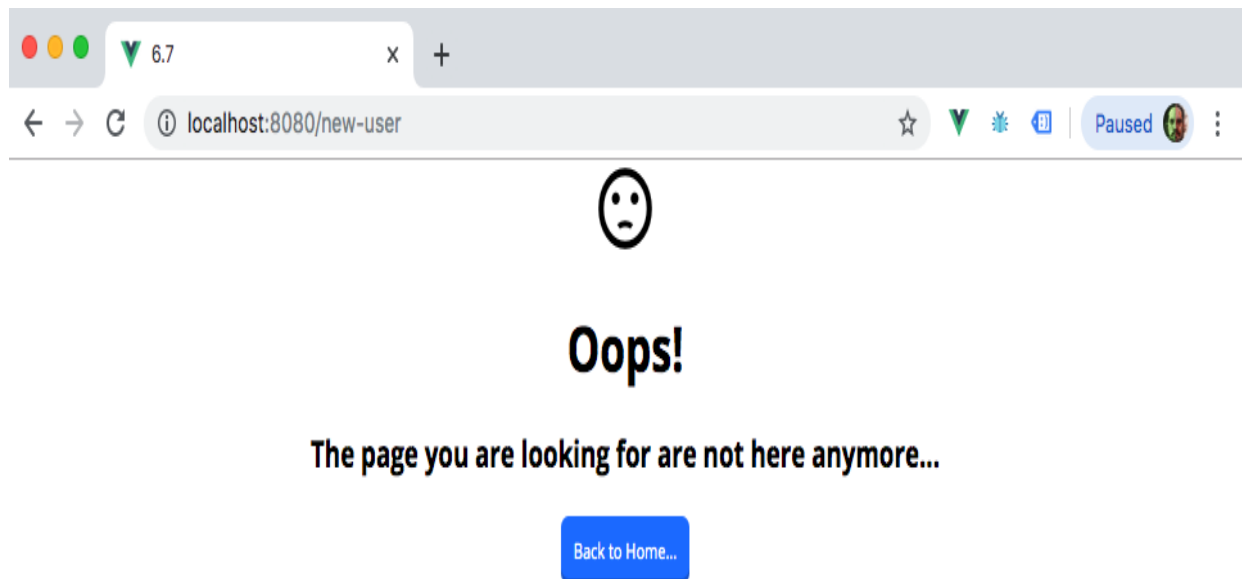 6.7
localhost:8080/new-user
Paused
Oops!
The page you are looking for are not here anymore...
Back to Home...